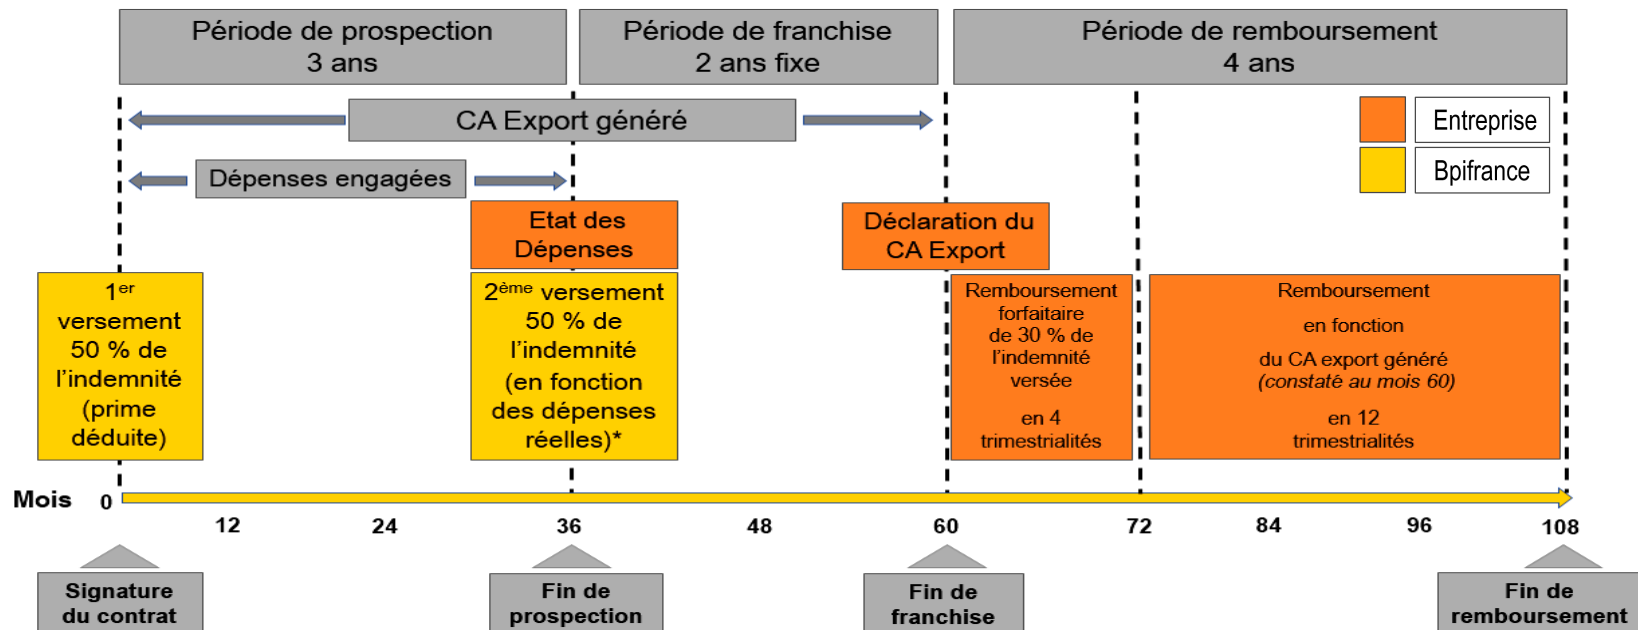 Période de prospection
3 ans
Période de franchise
2 ans fixe
Période de remboursement
4 ans
CA Export généré
Entreprise
Bpifrance
Dépenses engagées
Etat des
Dépenses
Déclaration du
CA Export
1er
versement
50 % de
l'indemnité
(prime
déduite)
2ème versement
50 % de
l'indemnité
(en fonction
des dépenses
réelles)*
Remboursement
forfaitaire
de 30 % de
l'indemnité
versée
en 4
trimestrialités
Remboursement
en fonction
du CA export généré
(constaté au mois 60)
en 12
trimestrialités
Mois 0
12 24 36 48 60 72 84 96 108
Signature
du contrat
Fin de
prospection
Fin de
franchise
Fin de
remboursement